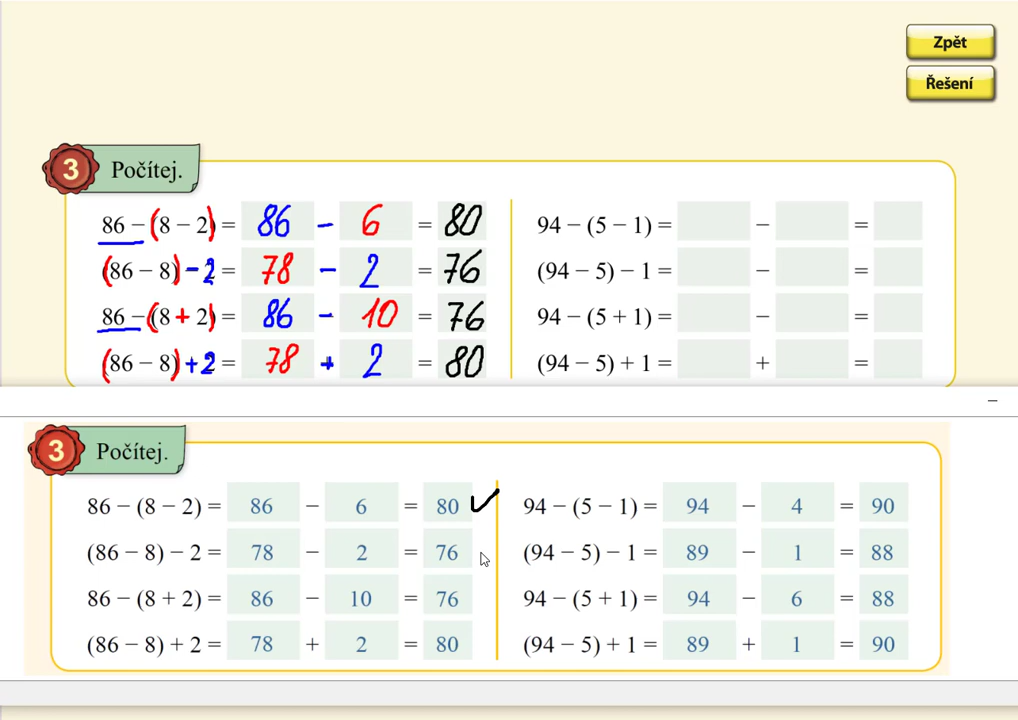 Zpět
Řešení
3 Počítej.
86 − (8 − 2) = 86 − 6 = 80
(86 − 8) − 2 = 78 − 2 = 76
86 − (8 + 2) = 86 − 10 = 76
(86 − 8) + 2 = 78 + 2 = 80
94 − (5 − 1) = − =
(94 − 5) − 1 = − =
94 − (5 + 1) = − =
(94 − 5) + 1 = + =
3 Počítej.
86 − (8 − 2) = 86 − 6 = 80 ✓
(86 − 8) − 2 = 78 − 2 = 76
86 − (8 + 2) = 86 − 10 = 76
(86 − 8) + 2 = 78 + 2 = 80
94 − (5 − 1) = 94 − 4 = 90
(94 − 5) − 1 = 89 − 1 = 88
94 − (5 + 1) = 94 − 6 = 88
(94 − 5) + 1 = 89 + 1 = 90